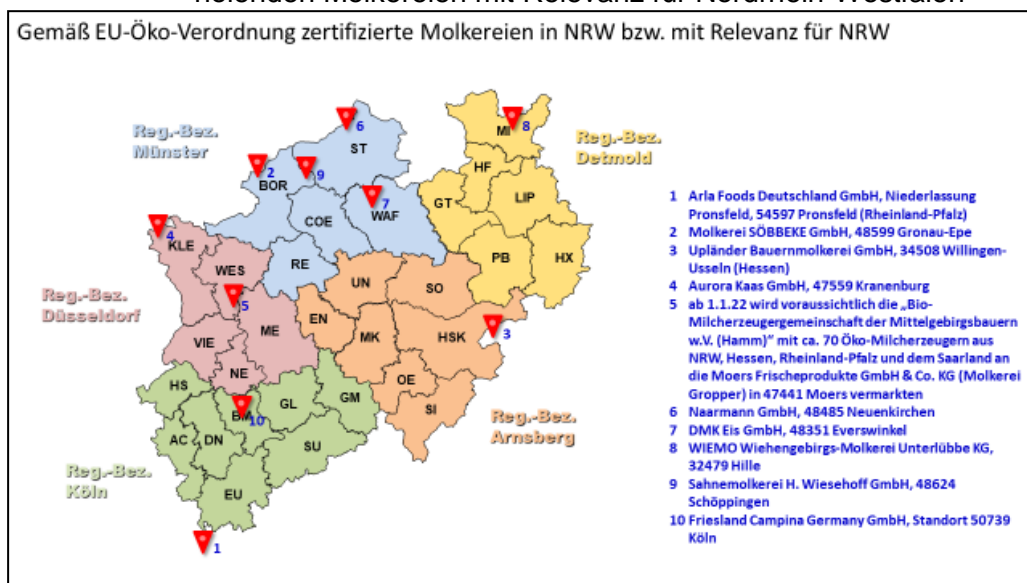 Gemäß EU-Öko-Verordnung zertifizierte Molkereien in NRW bzw. mit Relevanz für NRW
Reg.-Bez.
Münster
Reg.-Bez.
Detmold
Reg.-Bez.
Düsseldorf
Reg.-Bez.
Arnsberg
Reg.-Bez.
Köln
6
ST
MI
8
HF
2
BOR
9
GT
LIP
7
WAF
COE
4
KLE
RE
PB
HX
WES
UN
SO
5
ME
EN
MK
HSK
3
VIE
NE
OE
HS
BM
10
GL
GM
SI
AC
DN
SU
EU
1
1 Arla Foods Deutschland GmbH, Niederlassung
Pronsfeld, 54597 Pronsfeld (Rheinland-Pfalz)
2 Molkerei SÖBBEKE GmbH, 48599 Gronau-Epe
3 Upländer Bauernmolkerei GmbH, 34508 Willingen-
Usseln (Hessen)
4 Aurora Kaas GmbH, 47559 Kranenburg
5 ab 1.1.22 wird voraussichtlich die „Bio-
Milcherzeugergemeinschaft der Mittelgebirgsbauern
w.V. (Hamm)“ mit ca. 70 Öko-Milcherzeugern aus
NRW, Hessen, Rheinland-Pfalz und dem Saarland an
die Moers Frischeprodukte GmbH & Co. KG (Molkerei
Gropper) in 47441 Moers vermarkten
6 Naarmann GmbH, 48485 Neuenkirchen
7 DMK Eis GmbH, 48351 Everswinkel
8 WIEMO Wiehengebirgs-Molkerei Unterlübbe KG,
32479 Hille
9 Sahnemolkerei H. Wiesehoff GmbH, 48624
Schöppingen
10 Friesland Campina Germany GmbH, Standort 50739
Köln